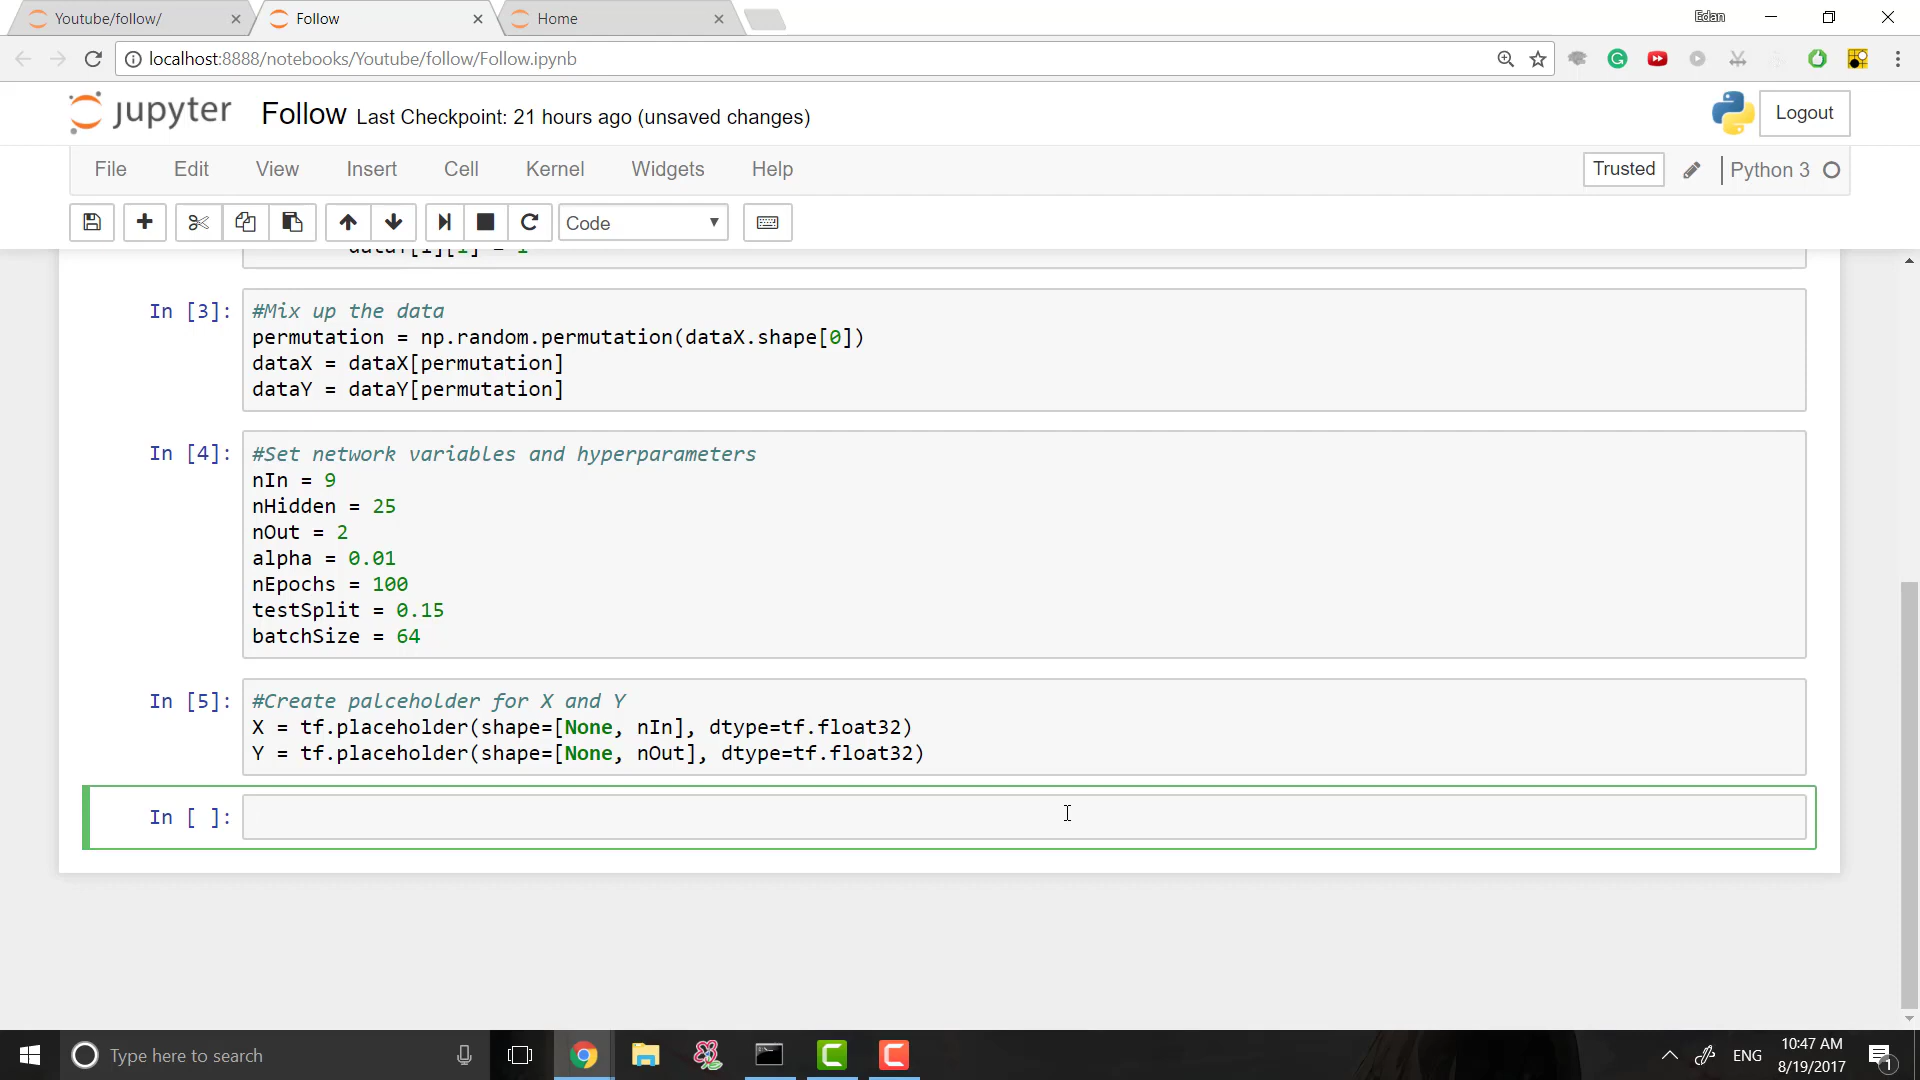 Youtube/follow/
Follow
Home
Edan
localhost:8888/notebooks/Youtube/follow/Follow.ipynb
jupyter Follow Last Checkpoint: 21 hours ago (unsaved changes)
Logout
File Edit View Insert Cell Kernel Widgets Help
Trusted
Python 3
Code
dataY[i][1] = 1
In [3]:
#Mix up the data
permutation = np.random.permutation(dataX.shape[0])
dataX = dataX[permutation]
dataY = dataY[permutation]
In [4]:
#Set network variables and hyperparameters
nIn = 9
nHidden = 25
nOut = 2
alpha = 0.01
nEpochs = 100
testSplit = 0.15
batchSize = 64
In [5]:
#Create palceholder for X and Y
X = tf.placeholder(shape=[None, nIn], dtype=tf.float32)
Y = tf.placeholder(shape=[None, nOut], dtype=tf.float32)
In [ ]:
Type here to search
ENG
10:47 AM
8/19/2017
1